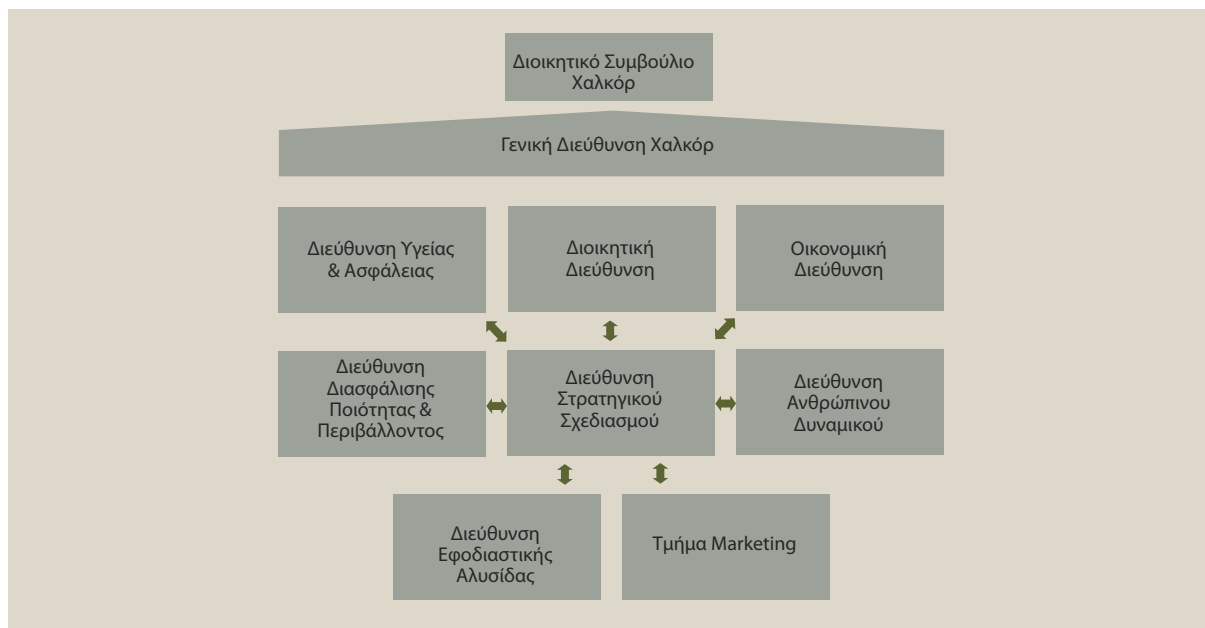 Διοικητικό Συμβούλιο
Χαλκόρ
Γενική Διεύθυνση Χαλκόρ
Διεύθυνση Υγείας
& Ασφάλειας
Διοικητική
Διεύθυνση
Οικονομική
Διεύθυνση
Διεύθυνση
Διασφάλισης
Ποιότητας &
Περιβάλλοντος
Διεύθυνση
Στρατηγικού
Σχεδιασμού
Διεύθυνση
Ανθρώπινου
Δυναμικού
Διεύθυνση
Εφοδιαστικής
Αλυσίδας
Τμήμα Marketing